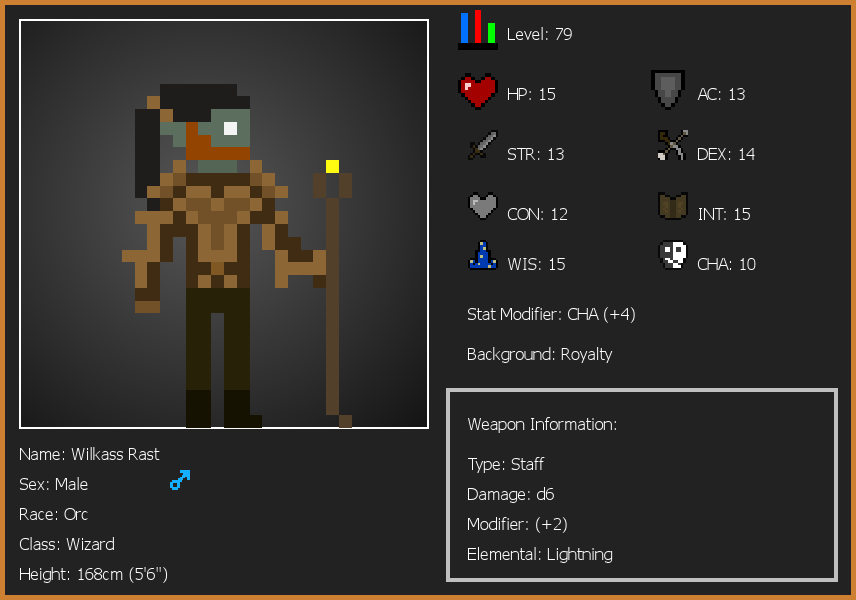 Level: 79
HP: 15
AC: 13
STR: 13
DEX: 14
CON: 12
INT: 15
WIS: 15
CHA: 10
Stat Modifier: CHA (+4)
Background: Royalty
Weapon Information:
Type: Staff
Damage: d6
Modifier: (+2)
Elemental: Lightning
Name: Wilkass Rast
Sex: Male
Race: Orc
Class: Wizard
Height: 168cm (5'6")